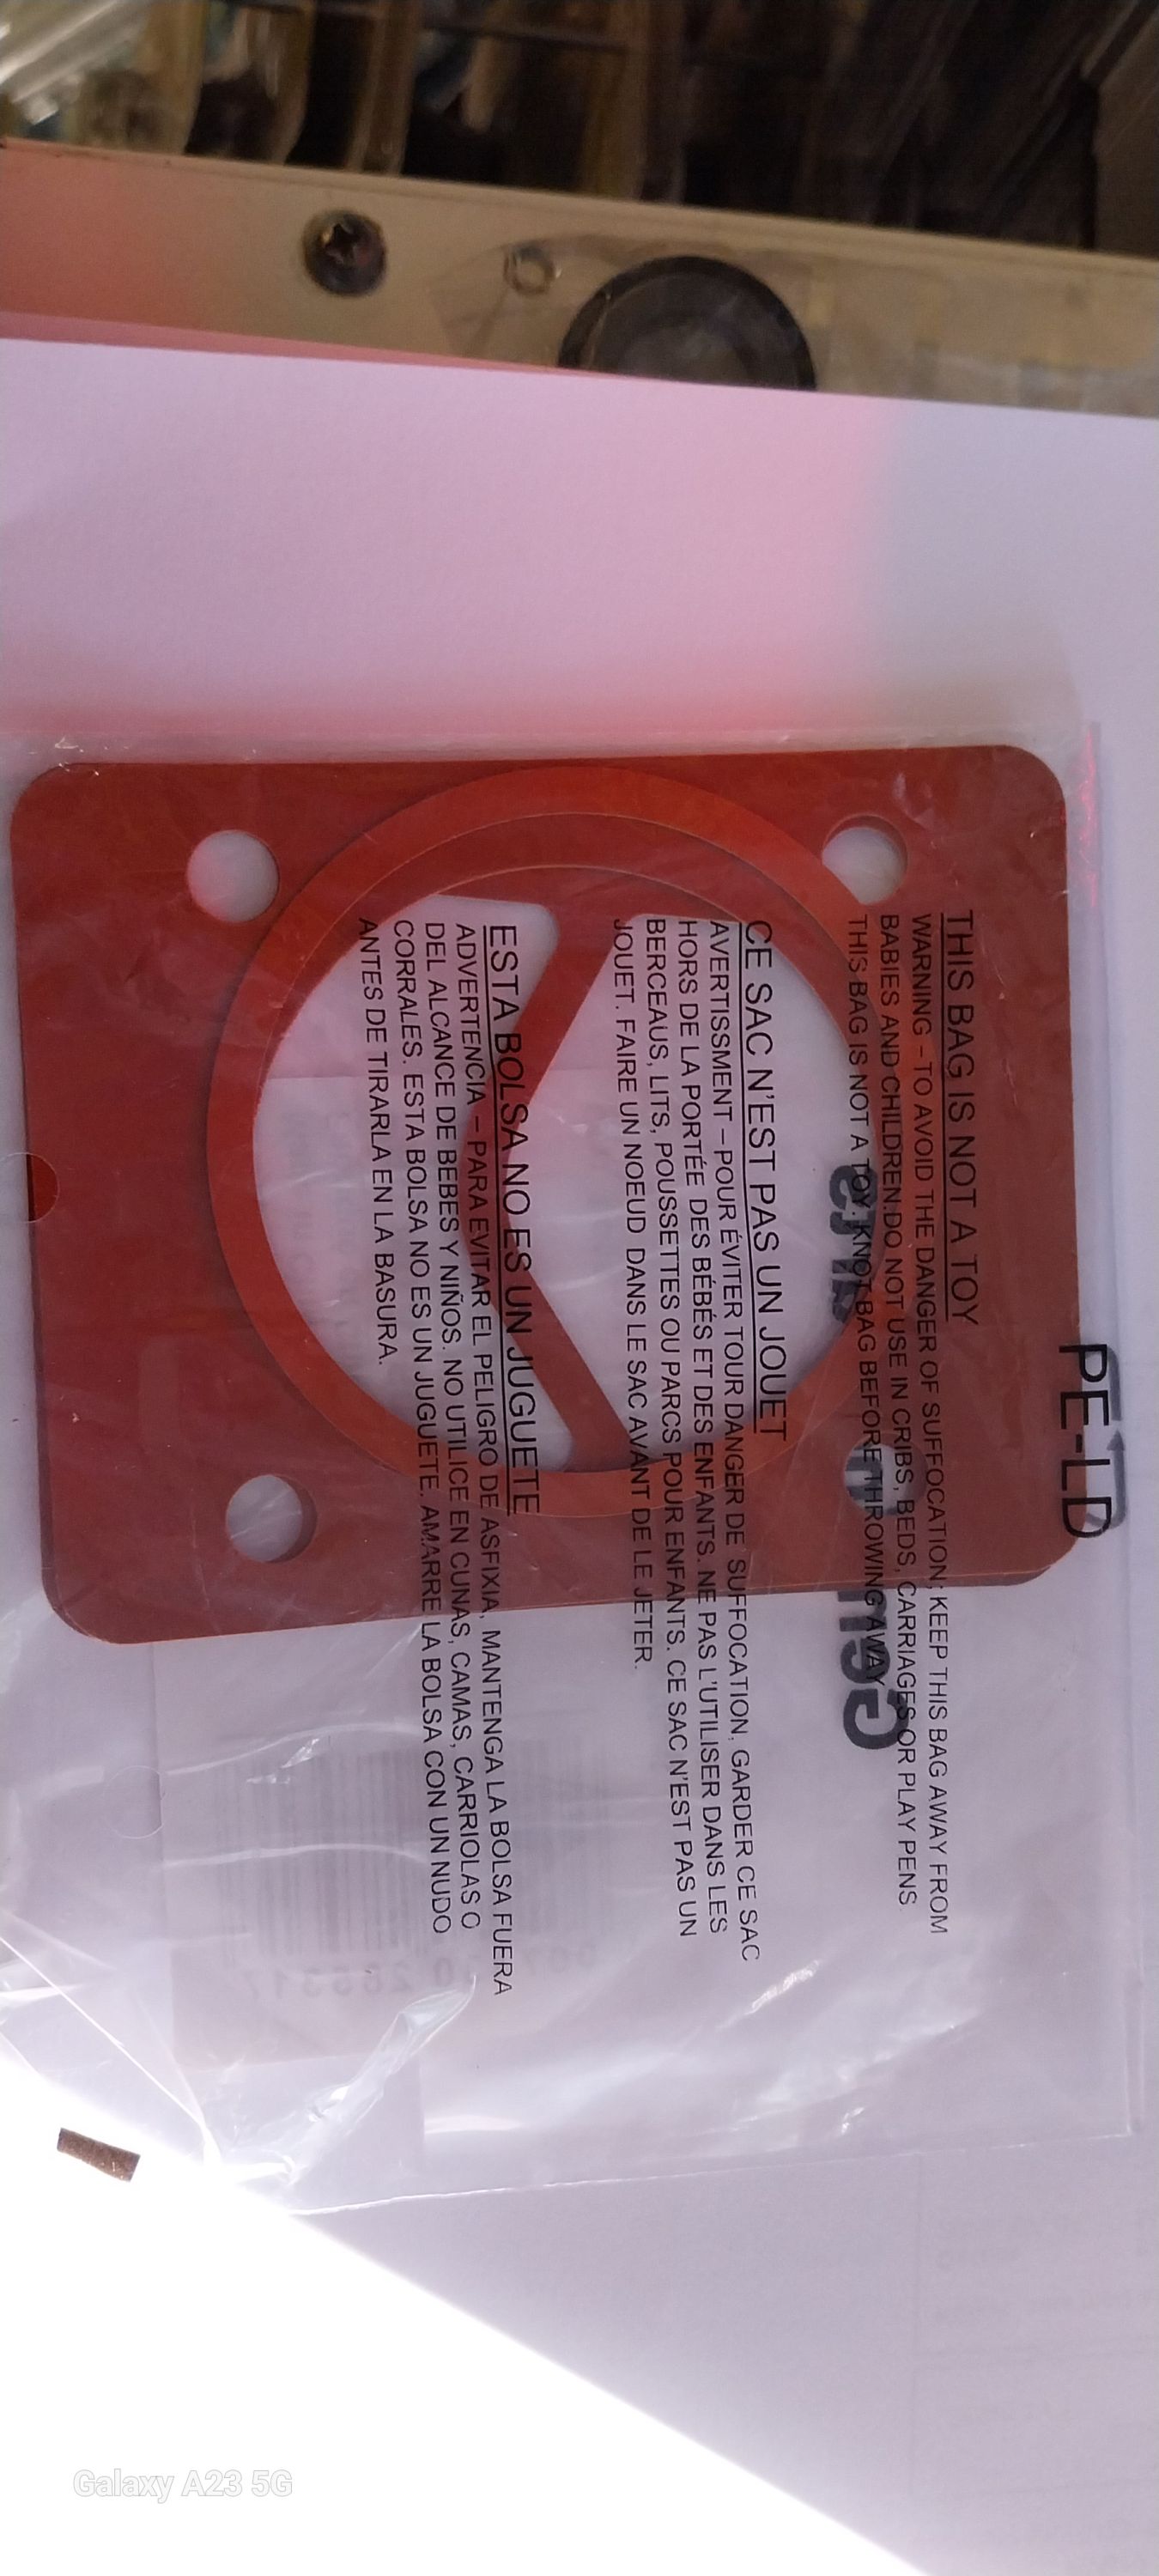 PE-LD
THIS BAG IS NOT A TOY
WARNING – TO AVOID THE DANGER OF SUFFOCATION; KEEP THIS BAG AWAY FROM
BABIES AND CHILDREN.DO NOT USE IN CRIBS, BEDS, CARRIAGES OR PLAY PENS
THIS BAG IS NOT A TOY. KNOT BAG BEFORE THROWING AWAY
CE SAC N'EST PAS UN JOUET
AVERTISSMENT – POUR ÉVITER TOUR DANGER DE SUFFOCATION, GARDER CE SAC
HORS DE LA PORTÉE DES BÉBÉS ET DES ENFANTS. NE PAS L'UTILISER DANS LES
BERCEAUS, LITS, POUSSETTES OU PARCS POUR ENFANTS. CE SAC N'EST PAS UN
JOUET. FAIRE UN NOEUD DANS LE SAC AVANT DE LE JETER.
ESTA BOLSA NO ES UN JUGUETE
ADVERTENCIA – PARA EVITAR EL PELIGRO DE ASFIXIA, MANTENGA LA BOLSA FUERA
DEL ALCANCE DE BEBES Y NIÑOS. NO UTILICE EN CUNAS, CAMAS, CARRIOLAS O
CORRALES. ESTA BOLSA NO ES UN JUGUETE. AMARRE LA BOLSA CON UN NUDO
ANTES DE TIRARLA EN LA BASURA.
Galaxy A23 5G